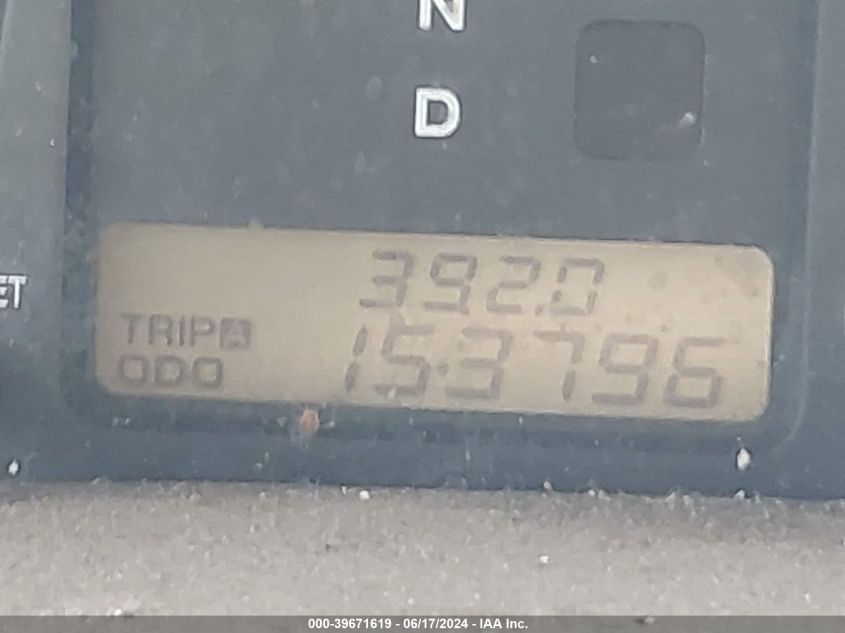 N
D
ET
392.0
TRIP A
ODO 153796
000-39671619 - 06/17/2024 - IAA Inc.